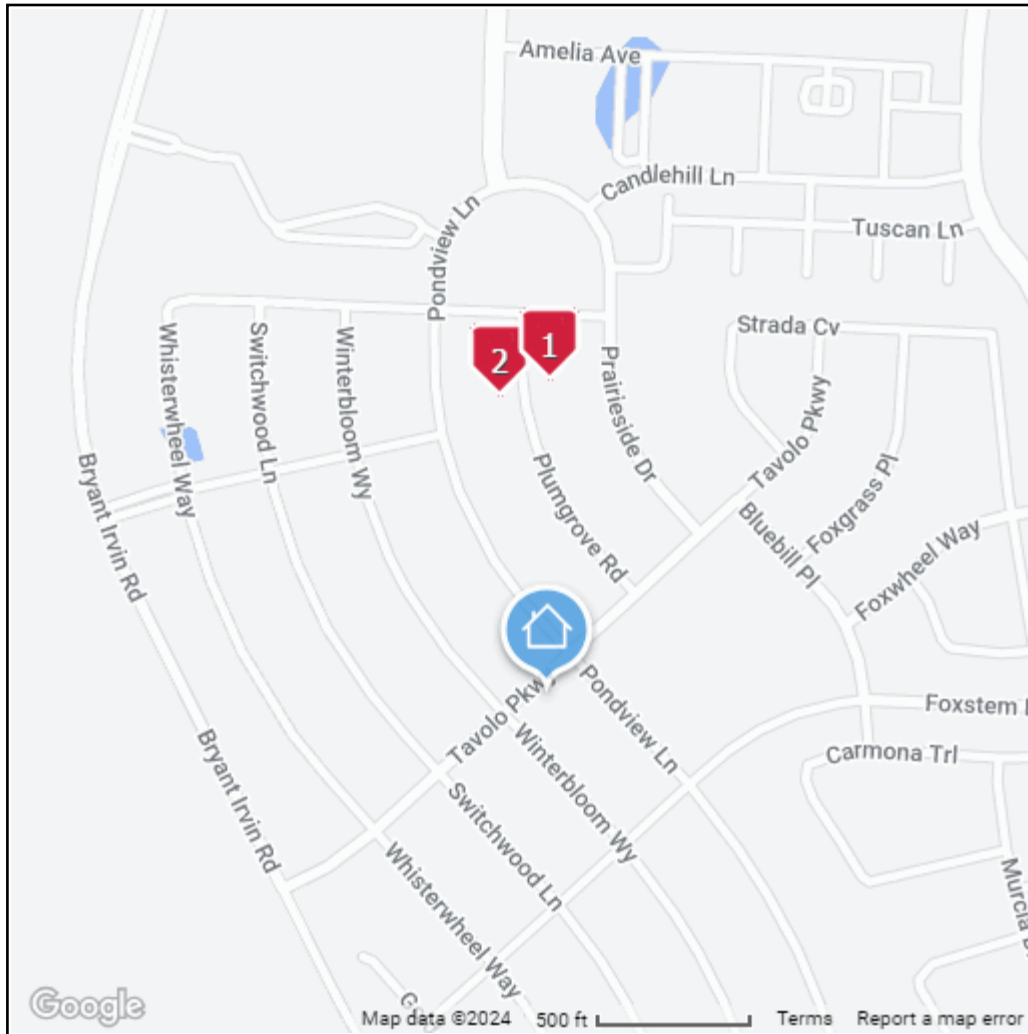 Amelia Ave
Candlehill Ln
Pondview Ln
Tuscan Ln
Strada Cv
2
1
Whisterwheel Way
Switchwood Ln
Winterbloom Wy
Prairieside Dr
Tavolo Pkwy
Plumgrove Rd
Foxgrass Pl
Bluebill Pl
Foxwheel Way
Bryant Irvin Rd
Tavolo Pkwy
Pondview Ln
Foxstem
Carmona Trl
Winterbloom Wy
Bryant Irvin Rd
Switchwood Ln
Whisterwheel Way
Murcia
Google
Map data ©2024
500 ft
Terms
Report a map error